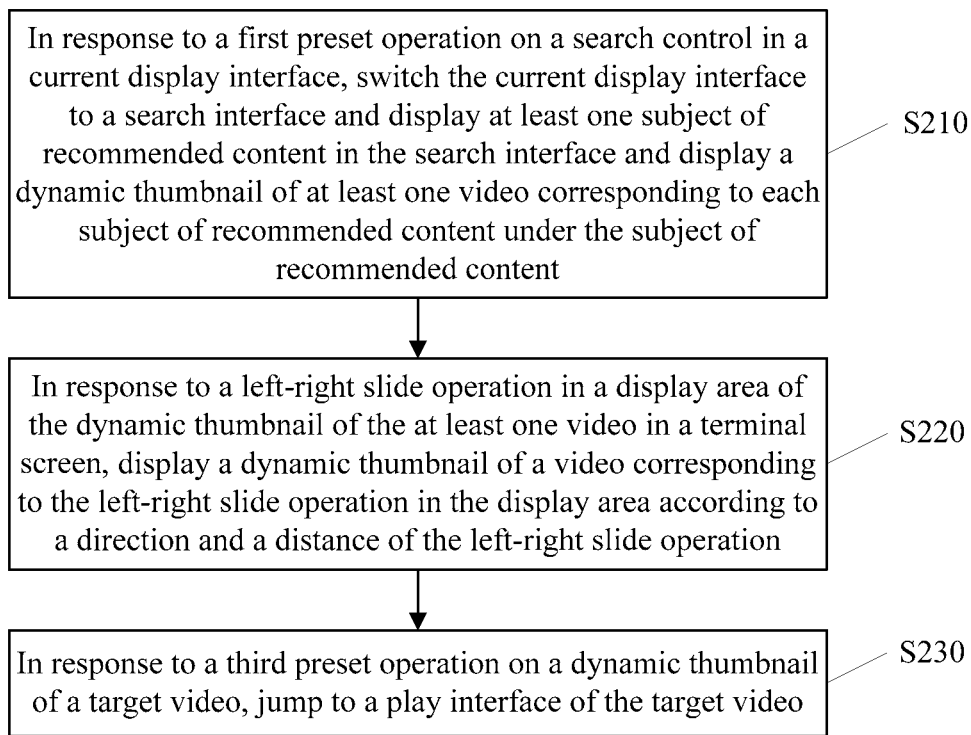 In response to a first preset operation on a search control in a
current display interface, switch the current display interface
to a search interface and display at least one subject of
recommended content in the search interface and display a
dynamic thumbnail of at least one video corresponding to each
subject of recommended content under the subject of
recommended content
S210
In response to a left-right slide operation in a display area of
the dynamic thumbnail of the at least one video in a terminal
screen, display a dynamic thumbnail of a video corresponding
to the left-right slide operation in the display area according to
a direction and a distance of the left-right slide operation
S220
In response to a third preset operation on a dynamic thumbnail
of a target video, jump to a play interface of the target video
S230